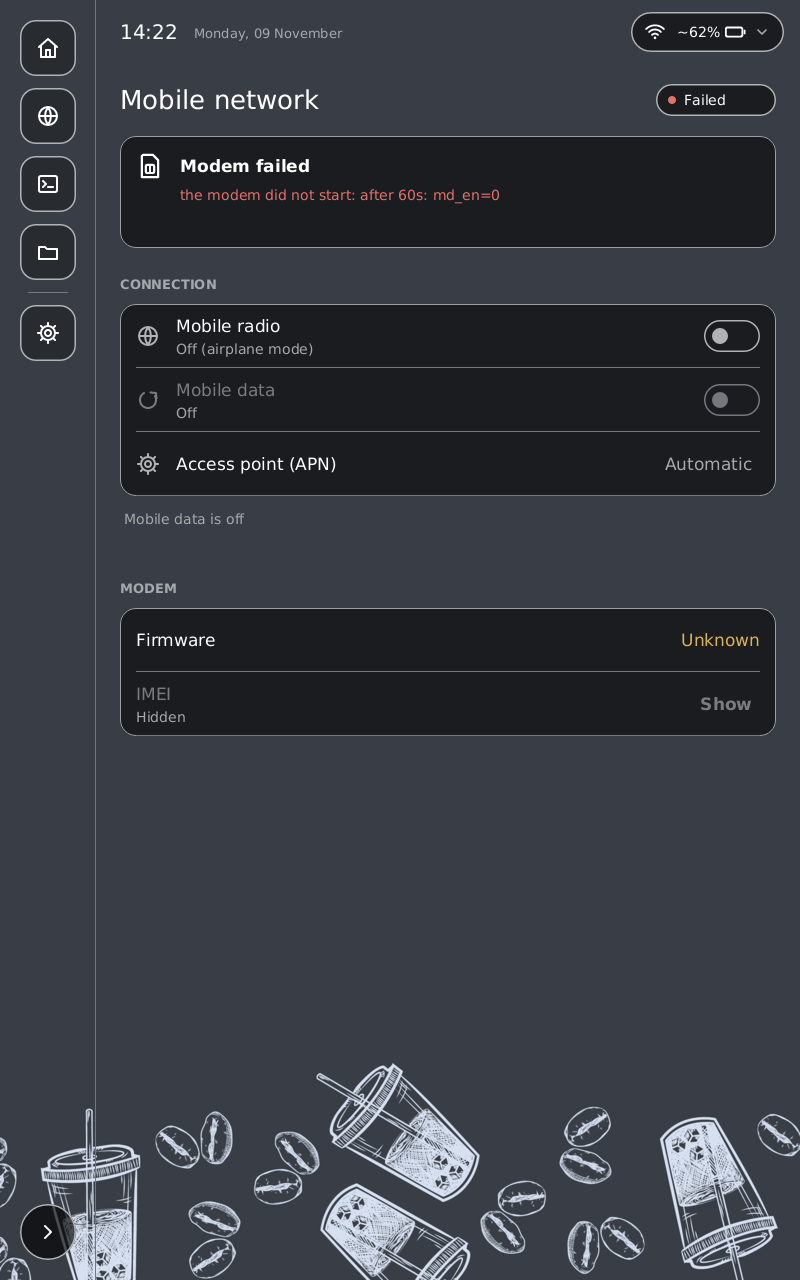 14:22 Monday, 09 November ~62%
Mobile network Failed
Modem failed
the modem did not start: after 60s: md_en=0
CONNECTION
Mobile radio
Off (airplane mode)
Mobile data
Off
Access point (APN) Automatic
Mobile data is off
MODEM
Firmware Unknown
IMEI
Hidden
Show